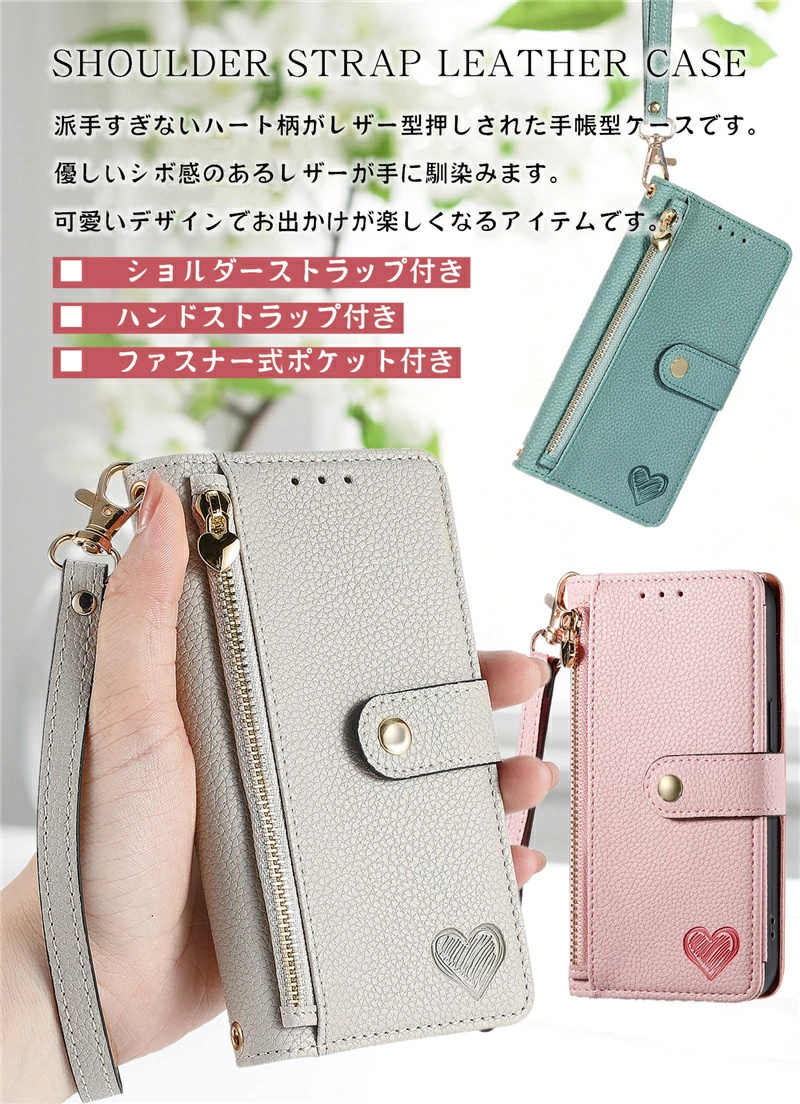 SHOULDER STRAP LEATHER CASE
派手すぎないハート柄がレザー型押しされた手帳型ケースです。
優しいシボ感のあるレザーが手に馴染みます。
可愛いデザインでお出かけが楽しくなるアイテムです。
■ ショルダーストラップ付き
■ ハンドストラップ付き
■ ファスナー式ポケット付き